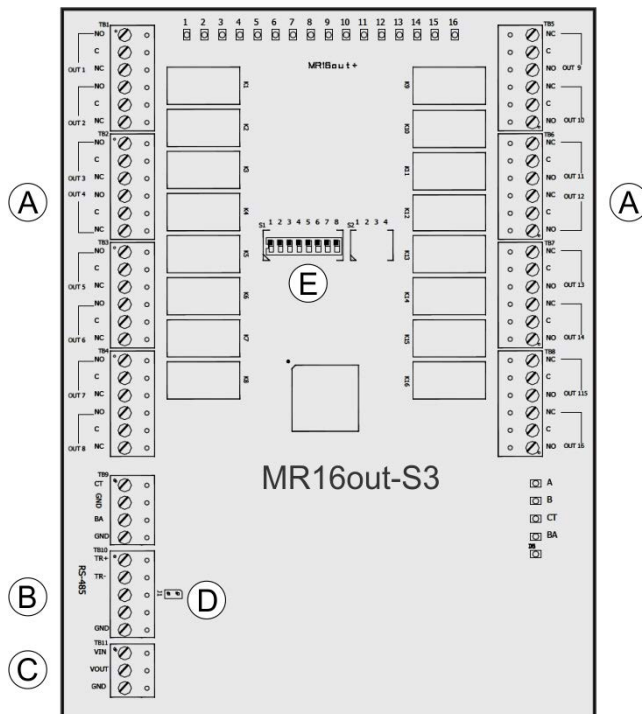 1 2 3 4 5 6 7 8 9 10 11 12 13 14 15 16
MR16out+
TB1
NO
C
NC
OUT 1
NO
C
NC
OUT 2
TB2
NO
C
NC
OUT 3
OUT 4
NO
C
NC
TB3
NO
C
NC
OUT 5
NO
C
NC
OUT 6
TB4
NO
C
NC
OUT 7
NO
C
NC
OUT 8
A
K1
K2
K3
K4
K5
K6
K7
K8
S1
1 2 3 4 5 6 7 8
S2
1 2 3 4
E
K9
K10
K11
K12
K13
K14
K15
K16
TB5
NC
C
NO
OUT 9
NC
C
NO
OUT 10
TB6
NC
C
NO
OUT 11
OUT 12
NC
C
NO
TB7
NC
C
NO
OUT 13
NC
C
NO
OUT 14
TB8
NC
C
NO
OUT 115
NC
C
NO
OUT 16
A
MR16out-S3
TB9
CT
GND
BA
GND
TB10
TR+
TR-
GND
RS-485
J1
B
D
TB11
VIN
VOUT
GND
C
A
B
CT
BA